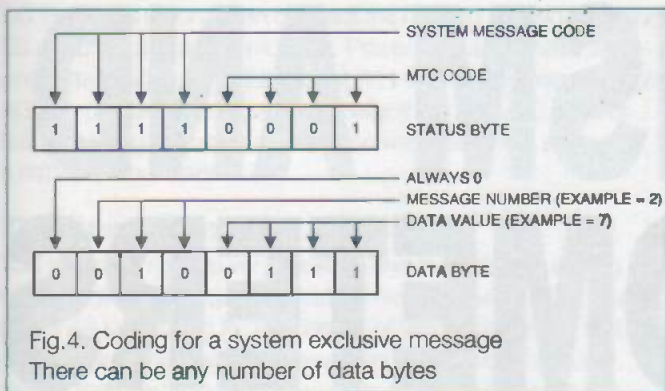 SYSTEM MESSAGE CODE
MTC CODE
1 1 1 1 0 0 0 1 STATUS BYTE
ALWAYS 0
MESSAGE NUMBER (EXAMPLE = 2)
DATA VALUE (EXAMPLE = 7)
0 0 1 0 0 1 1 1 DATA BYTE
Fig.4. Coding for a system exclusive message
There can be any number of data bytes